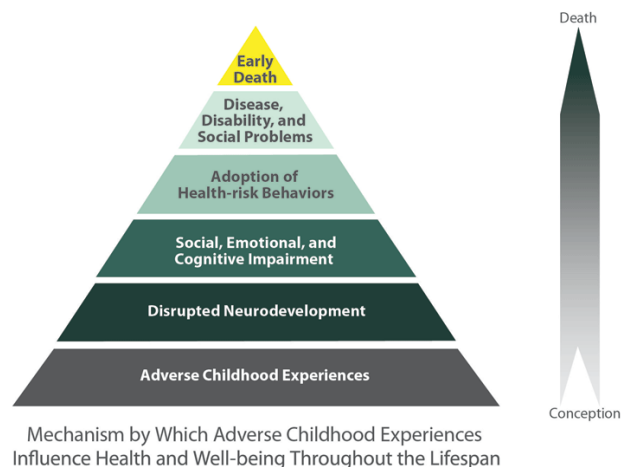 Death
Early
Death
Disease,
Disability, and
Social Problems
Adoption of
Health-risk Behaviors
Social, Emotional, and
Cognitive Impairment
Disrupted Neurodevelopment
Adverse Childhood Experiences
Conception
Mechanism by Which Adverse Childhood Experiences
Influence Health and Well-being Throughout the Lifespan